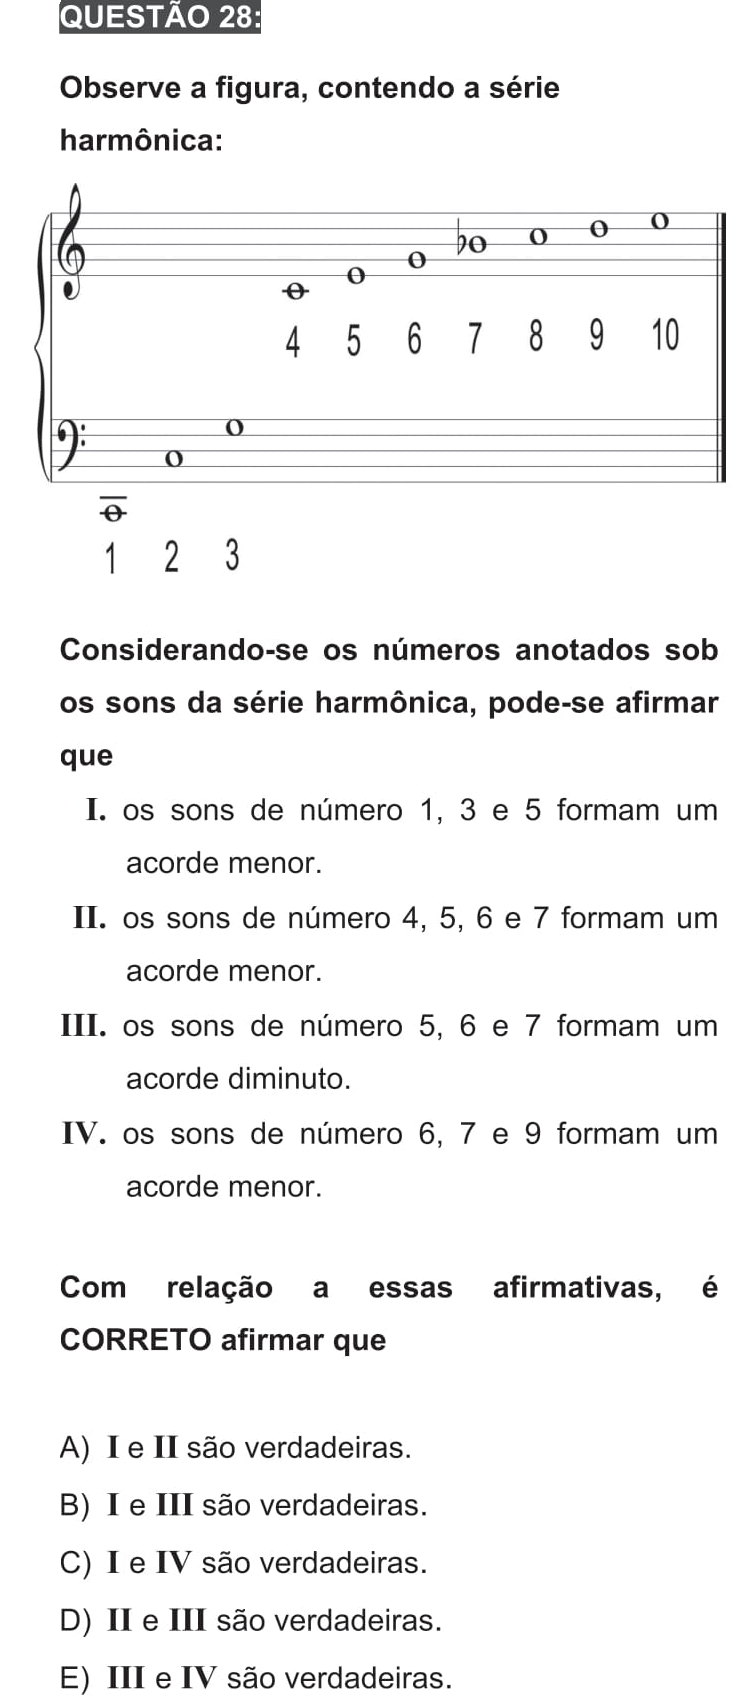 QUESTÃO 28:
Observe a figura, contendo a série
harmônica:
4 5 6 7 8 9 10
1 2 3
Considerando-se os números anotados sob
os sons da série harmônica, pode-se afirmar
que
I. os sons de número 1, 3 e 5 formam um
acorde menor.
II. os sons de número 4, 5, 6 e 7 formam um
acorde menor.
III. os sons de número 5, 6 e 7 formam um
acorde diminuto.
IV. os sons de número 6, 7 e 9 formam um
acorde menor.
Com relação a essas afirmativas, é
CORRETO afirmar que
A) I e II são verdadeiras.
B) I e III são verdadeiras.
C) I e IV são verdadeiras.
D) II e III são verdadeiras.
E) III e IV são verdadeiras.